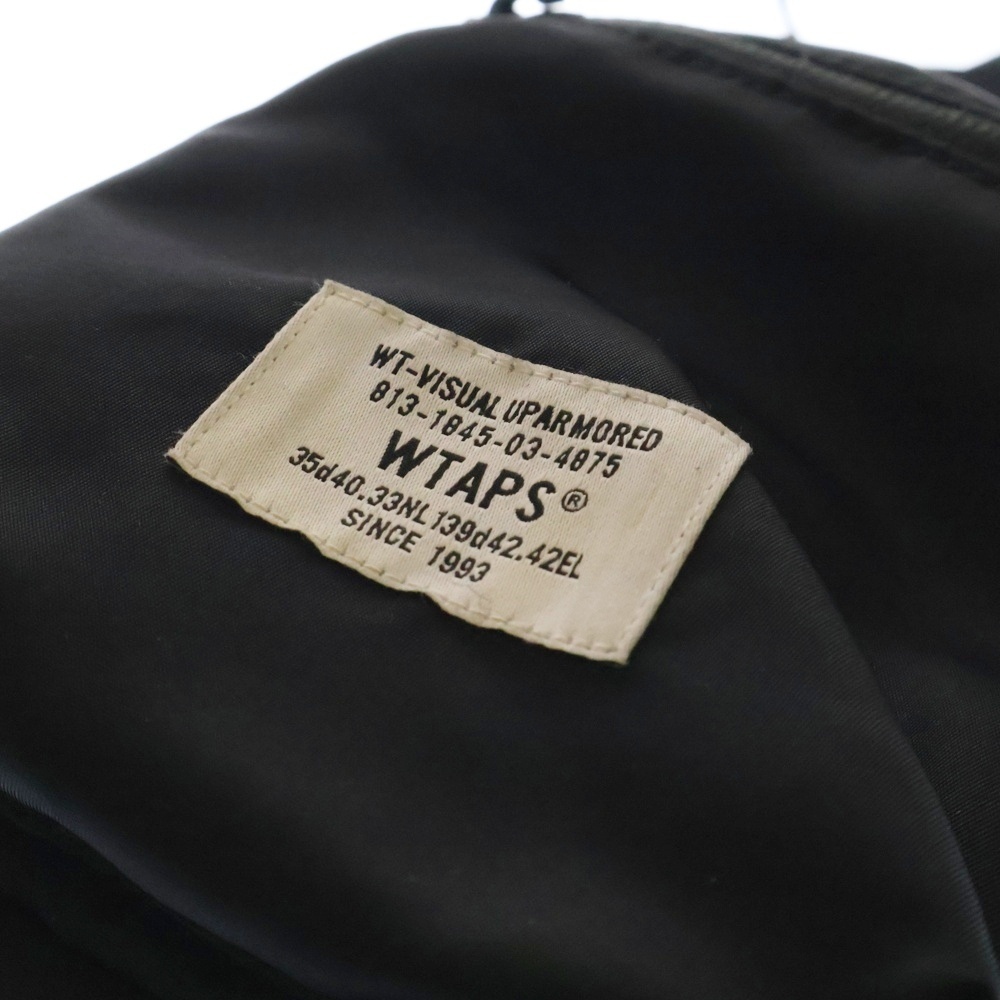 WT-VISUAL UPARMORED
813-1845-03-4875
WTAPS®
35d40.33NL 139d42.42EL
SINCE 1993